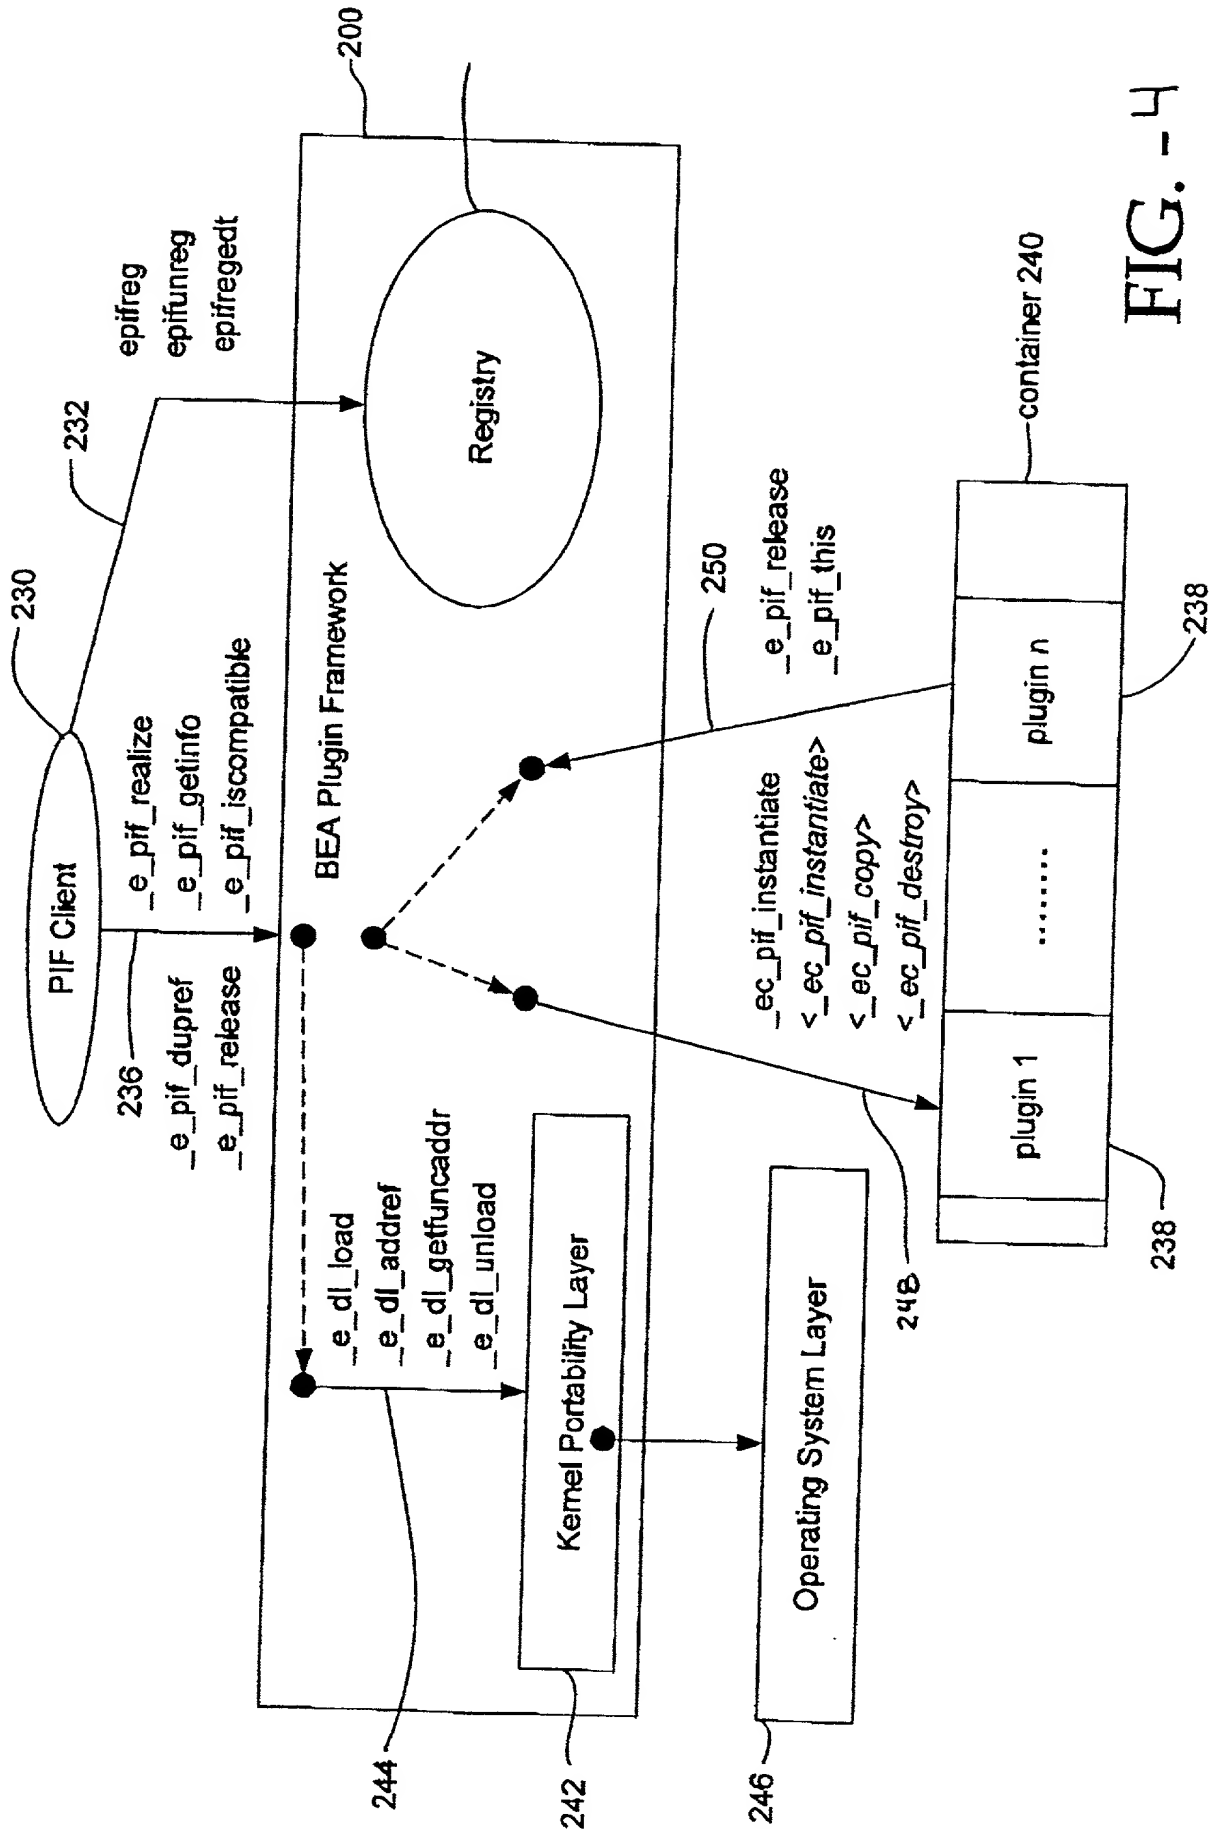 230
232
200
PIF Client
236
_e_pif_dupref
_e_pif_release
_e_pif_realize
_e_pif_getinfo
_e_pif_iscompatible
epifreg
epifunreg
epifregedt
BEA Plugin Framework
Registry
244
_e_dl_load
_e_dl_addref
_e_dl_getfuncaddr
_e_dl_unload
242
Kernel Portability Layer
246
Operating System Layer
_ec_pif_instantiate
<_ec_pif_instantiate>
<_ec_pif_copy>
<_ec_pif_destroy>
248
250
_e_pif_release
_e_pif_this
plugin 1
........
plugin n
container 240
238
238
FIG. - 4